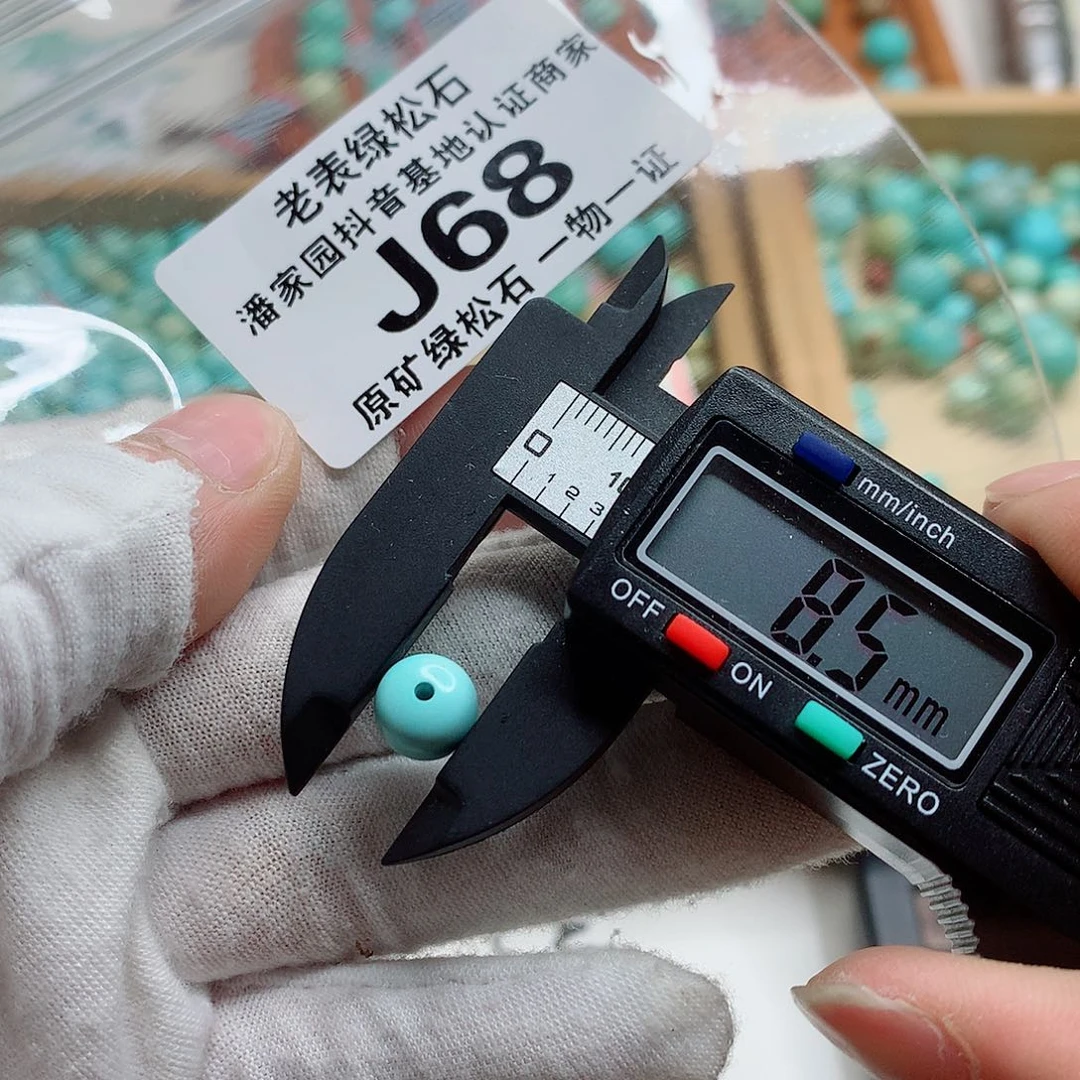 老表绿松石
潘家园抖音基地认证商家
J68
原矿绿松石 一物一证
0
10
1 2 3
mm/inch
8.5 mm
OFF
ON
ZERO